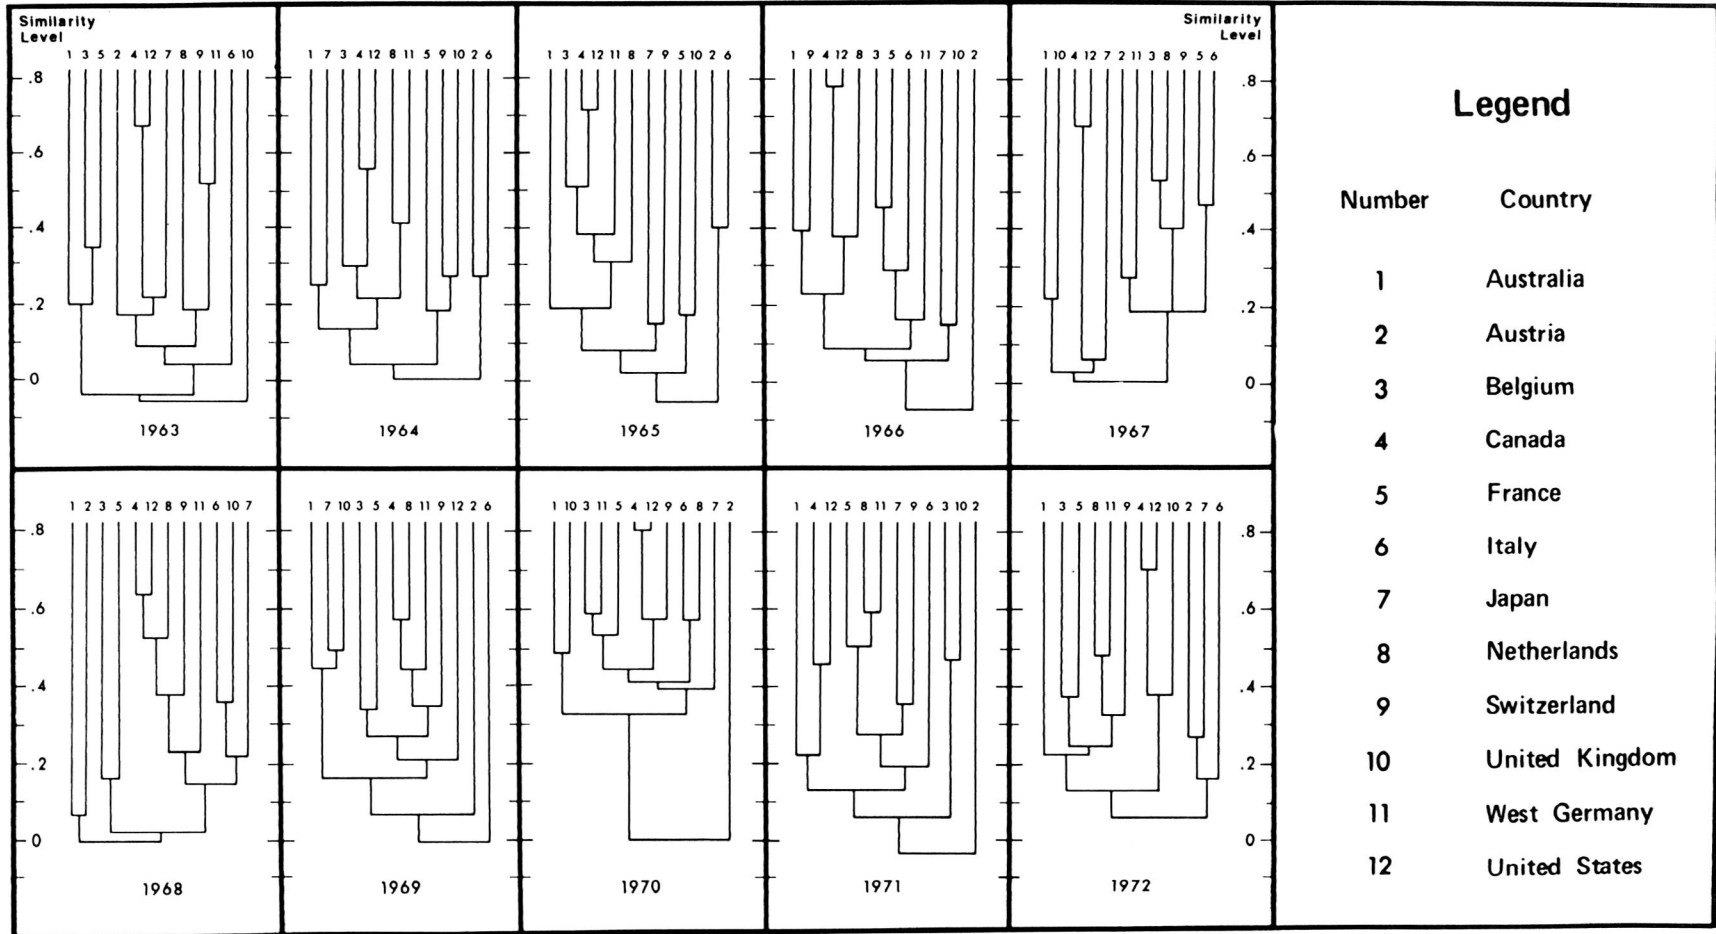 Similarity
Level
1 3 5 2 4 12 7 8 9 11 6 10
.8
.6
.4
.2
0
1963
1 7 3 4 12 8 11 5 9 10 2 6
1964
1 3 4 12 11 8 7 9 5 10 2 6
1965
1 9 4 12 8 3 5 6 11 7 10 2
1966
Similarity
Level
1 10 4 12 7 2 11 3 8 9 5 6
.8
.6
.4
.2
0
1967
1 2 3 5 4 12 8 9 11 6 10 7
.8
.6
.4
.2
0
1968
1 7 10 3 5 4 8 11 9 12 2 6
1969
1 10 3 11 5 4 12 9 6 8 7 2
1970
1 4 12 5 8 11 7 9 6 3 10 2
1971
1 3 5 8 11 9 4 12 10 2 7 6
.8
.6
.4
.2
0
1972
Legend
Number Country
1 Australia
2 Austria
3 Belgium
4 Canada
5 France
6 Italy
7 Japan
8 Netherlands
9 Switzerland
10 United Kingdom
11 West Germany
12 United States